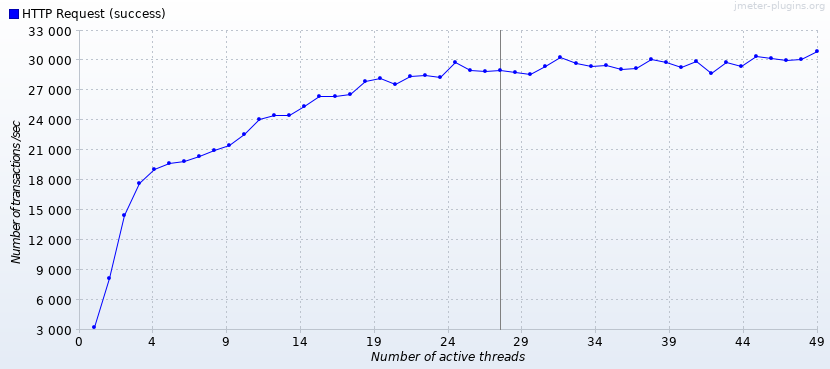 jmeter-plugins.org
HTTP Request (success)
33 000
30 000
27 000
24 000
21 000
18 000
15 000
12 000
9 000
6 000
3 000
Number of transactions /sec
0 4 9 14 19 24 29 34 39 44 49
Number of active threads